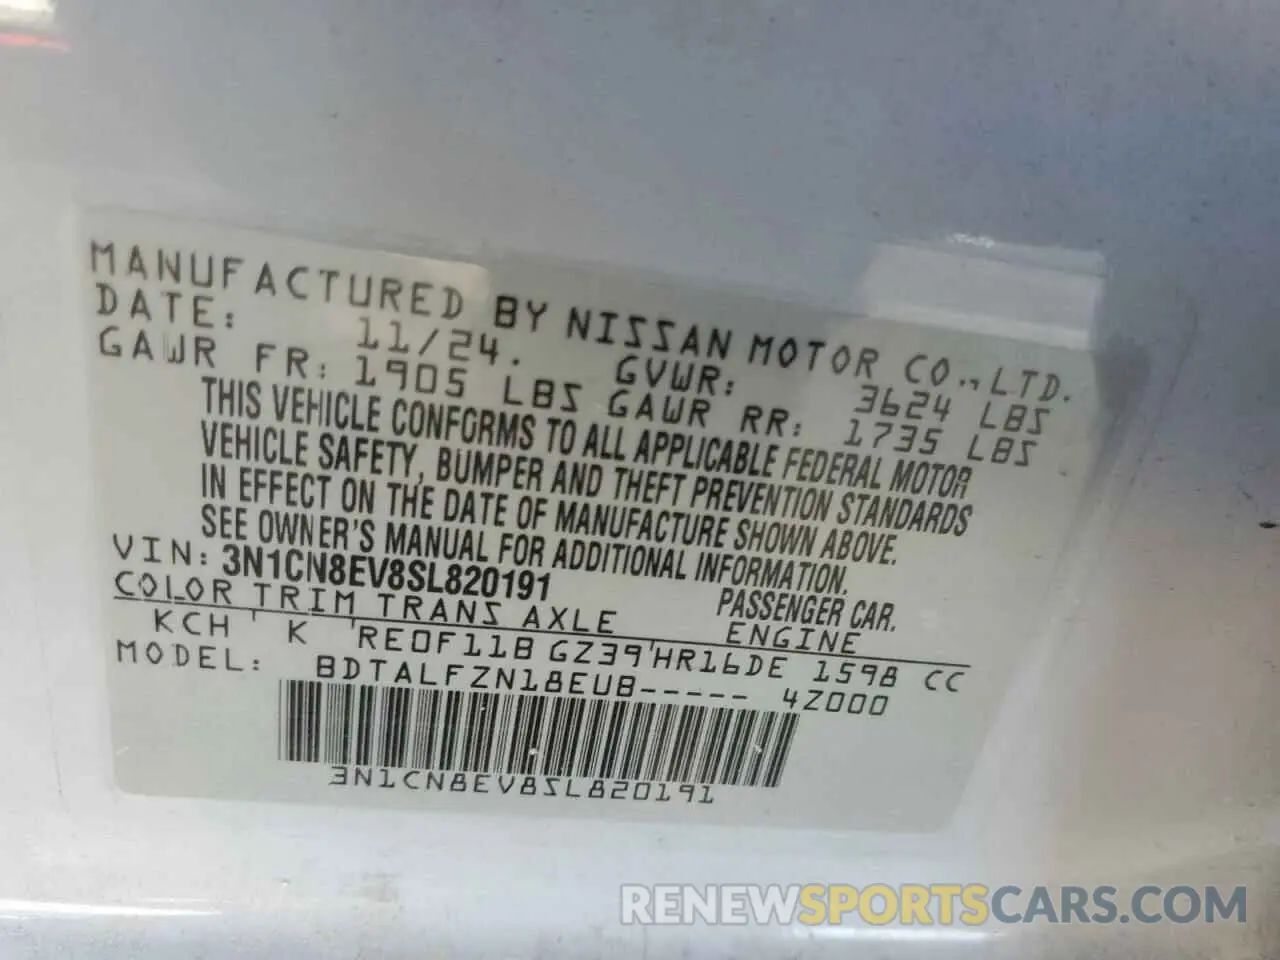 MANUFACTURED BY NISSAN MOTOR CO., LTD.
DATE: 11/24. GVWR: 3624 LBS
GAWR FR: 1905 LBS GAWR RR: 1735 LBS
THIS VEHICLE CONFORMS TO ALL APPLICABLE FEDERAL MOTOR
VEHICLE SAFETY, BUMPER AND THEFT PREVENTION STANDARDS
IN EFFECT ON THE DATE OF MANUFACTURE SHOWN ABOVE.
SEE OWNER'S MANUAL FOR ADDITIONAL INFORMATION.
VIN: 3N1CN8EV8SL820191 PASSENGER CAR.
COLOR TRIM TRANS AXLE ENGINE
KCH ' K 'RE0F11B GZ39'HR16DE 1598 CC
MODEL: BDTALFZN18EUB----- 4Z000
3N1CN8EV8SL820191
RENEWSPORTSCARS.COM